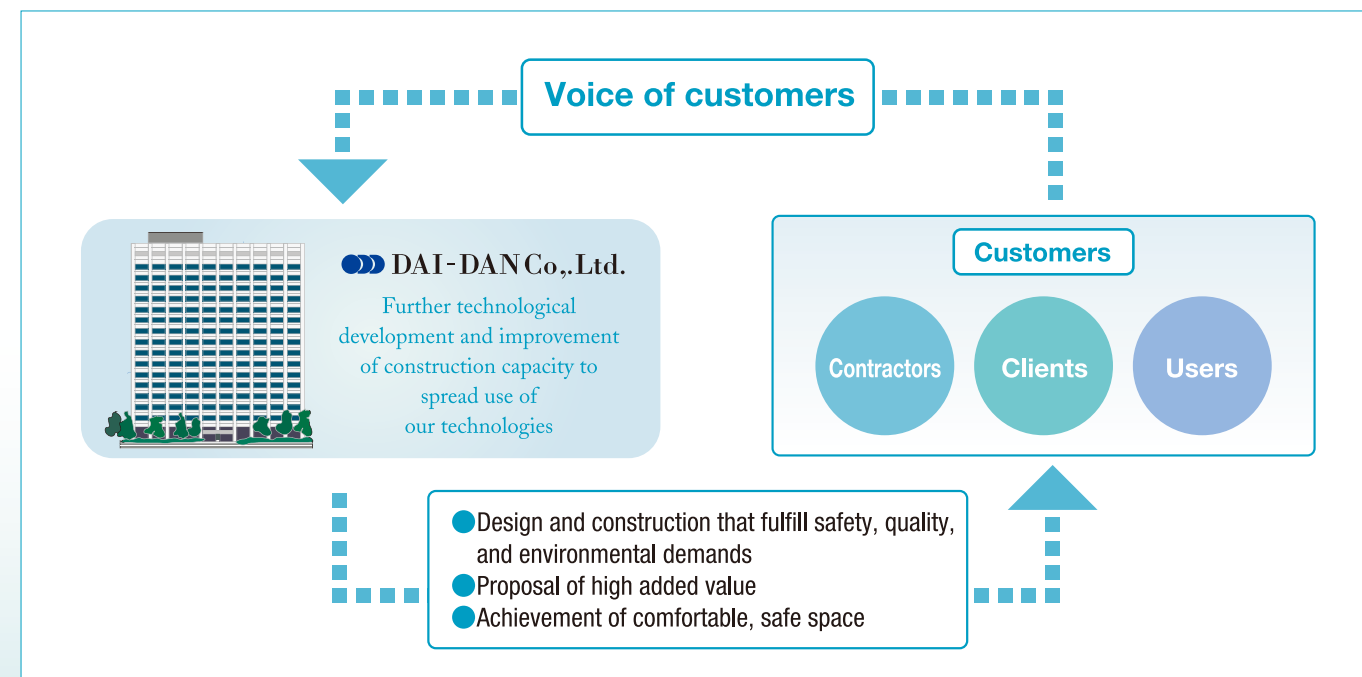 Voice of customers
DAI-DAN Co,.Ltd.
Further technological
development and improvement
of construction capacity to
spread use of
our technologies
Customers
Contractors
Clients
Users
●Design and construction that fulfill safety, quality,
and environmental demands
●Proposal of high added value
●Achievement of comfortable, safe space